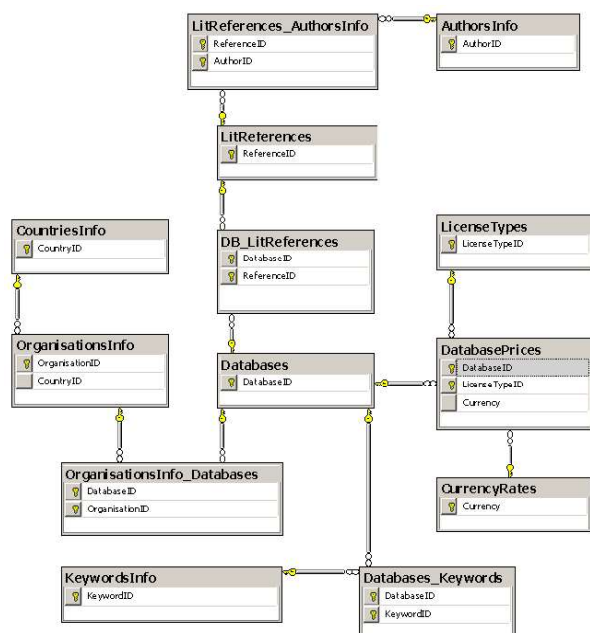 LitReferences_AuthorsInfo
ReferenceID
AuthorID
AuthorsInfo
AuthorID
LitReferences
ReferenceID
CountriesInfo
CountryID
DB_LitReferences
DatabaseID
ReferenceID
LicenseTypes
LicenseTypeID
OrganisationsInfo
OrganisationID
CountryID
Databases
DatabaseID
DatabasePrices
DatabaseID
LicenseTypeID
Currency
OrganisationsInfo_Databases
DatabaseID
OrganisationID
CurrencyRates
Currency
KeywordsInfo
KeywordID
Databases_Keywords
DatabaseID
KeywordID